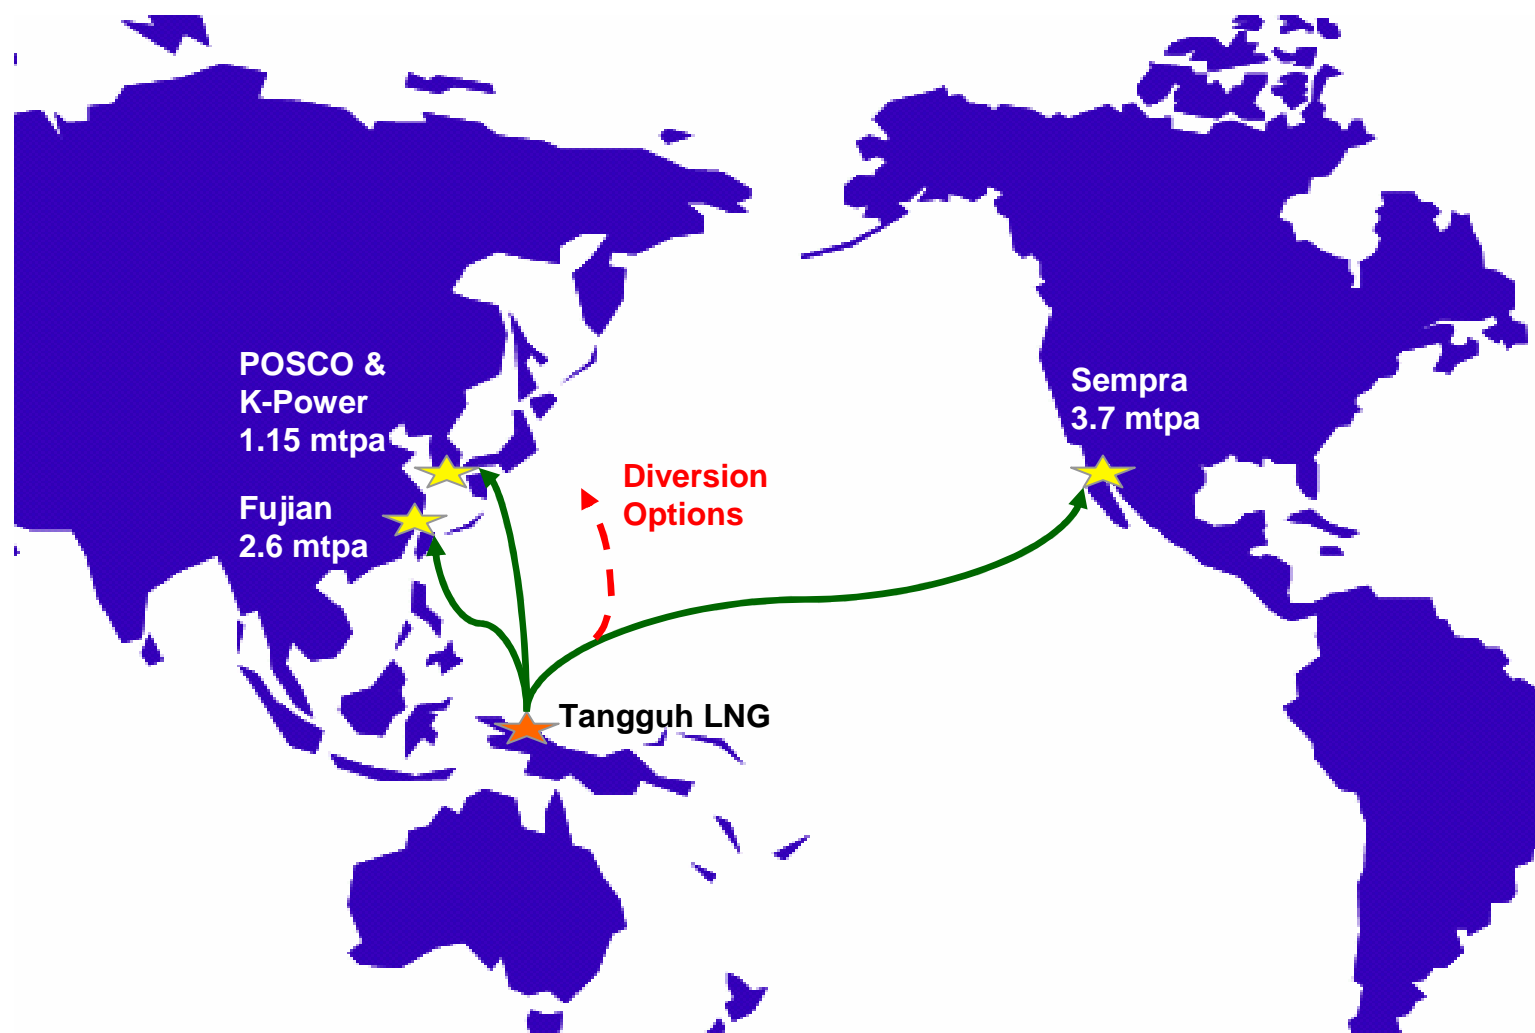 POSCO &
K-Power
1.15 mtpa
Fujian
2.6 mtpa
Diversion
Options
Sempra
3.7 mtpa
Tangguh LNG